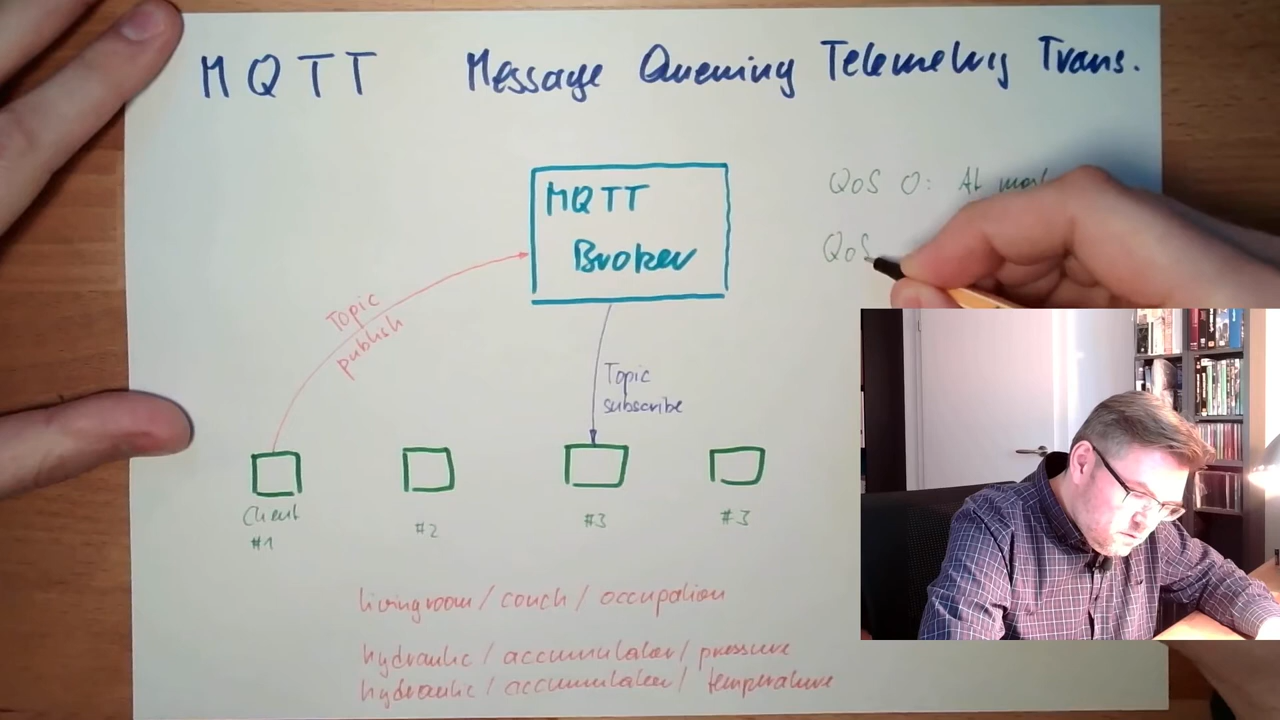 MQTT Message Queuing Telemetry Trans.
QoS 0: At most
QoS
MQTT
Broker
Topic
publish
Topic
subscribe
Client
#1
#2
#3
#3
livingroom / couch / occupation
hydraulic / accumulator / pressure
hydraulic / accumulator / temperature